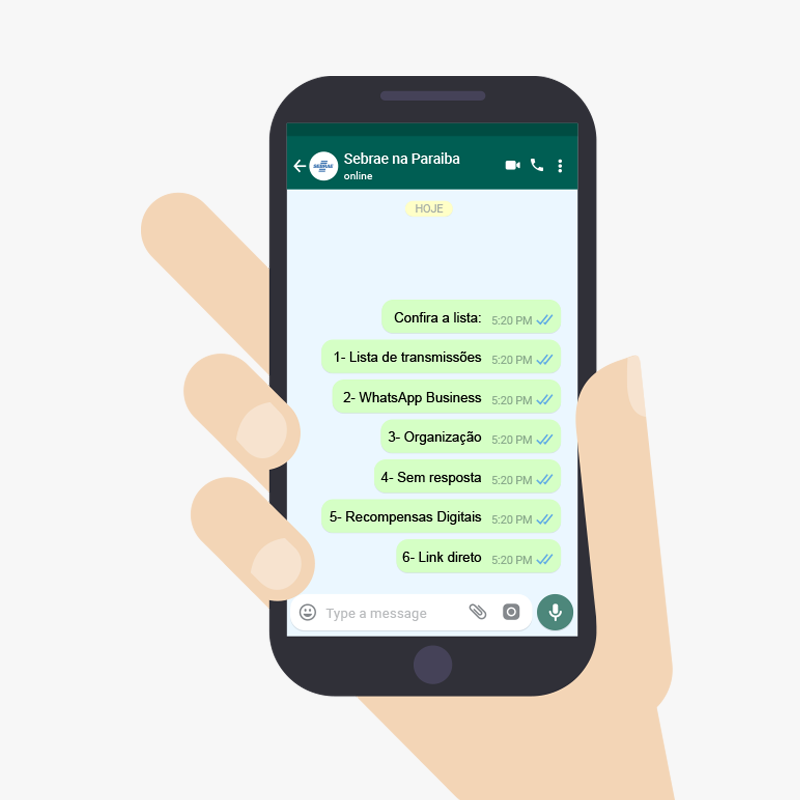 Sebrae na Paraiba
online
SEBRAE
HOJE
Confira a lista: 5:20 PM
1- Lista de transmissões 5:20 PM
2- WhatsApp Business 5:20 PM
3- Organização 5:20 PM
4- Sem resposta 5:20 PM
5- Recompensas Digitais 5:20 PM
6- Link direto 5:20 PM
Type a message